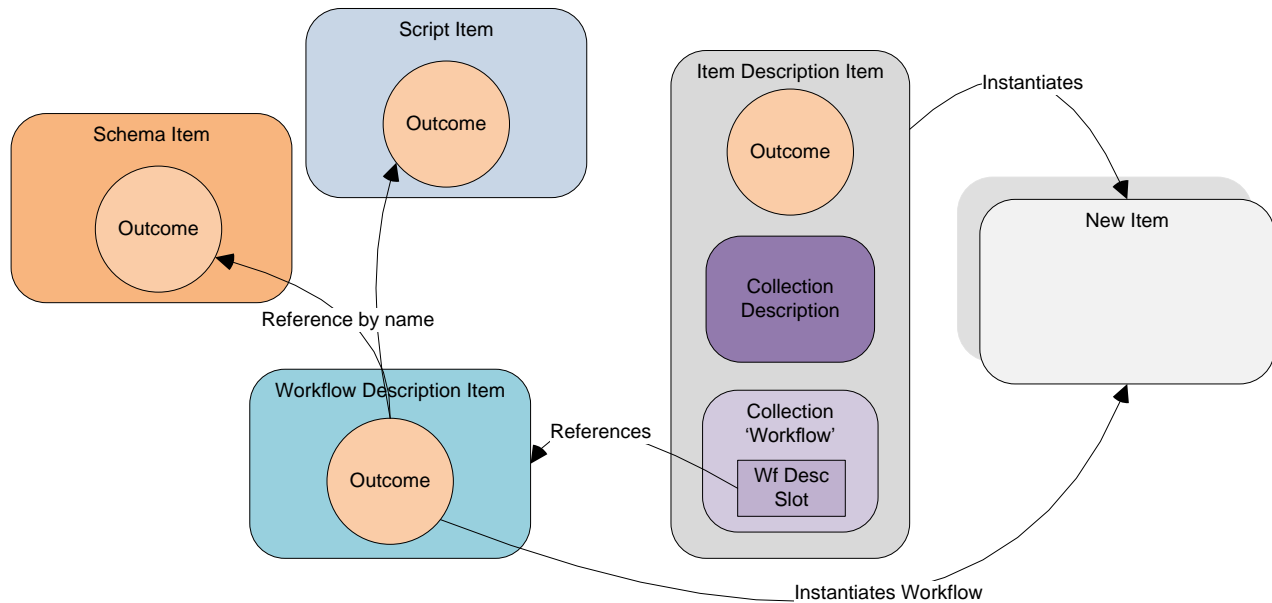 Script Item
Outcome
Schema Item
Outcome
Reference by name
Workflow Description Item
Outcome
References
Item Description Item
Outcome
Collection
Description
Collection
‘Workflow’
Wf Desc
Slot
Instantiates
New Item
Instantiates Workflow